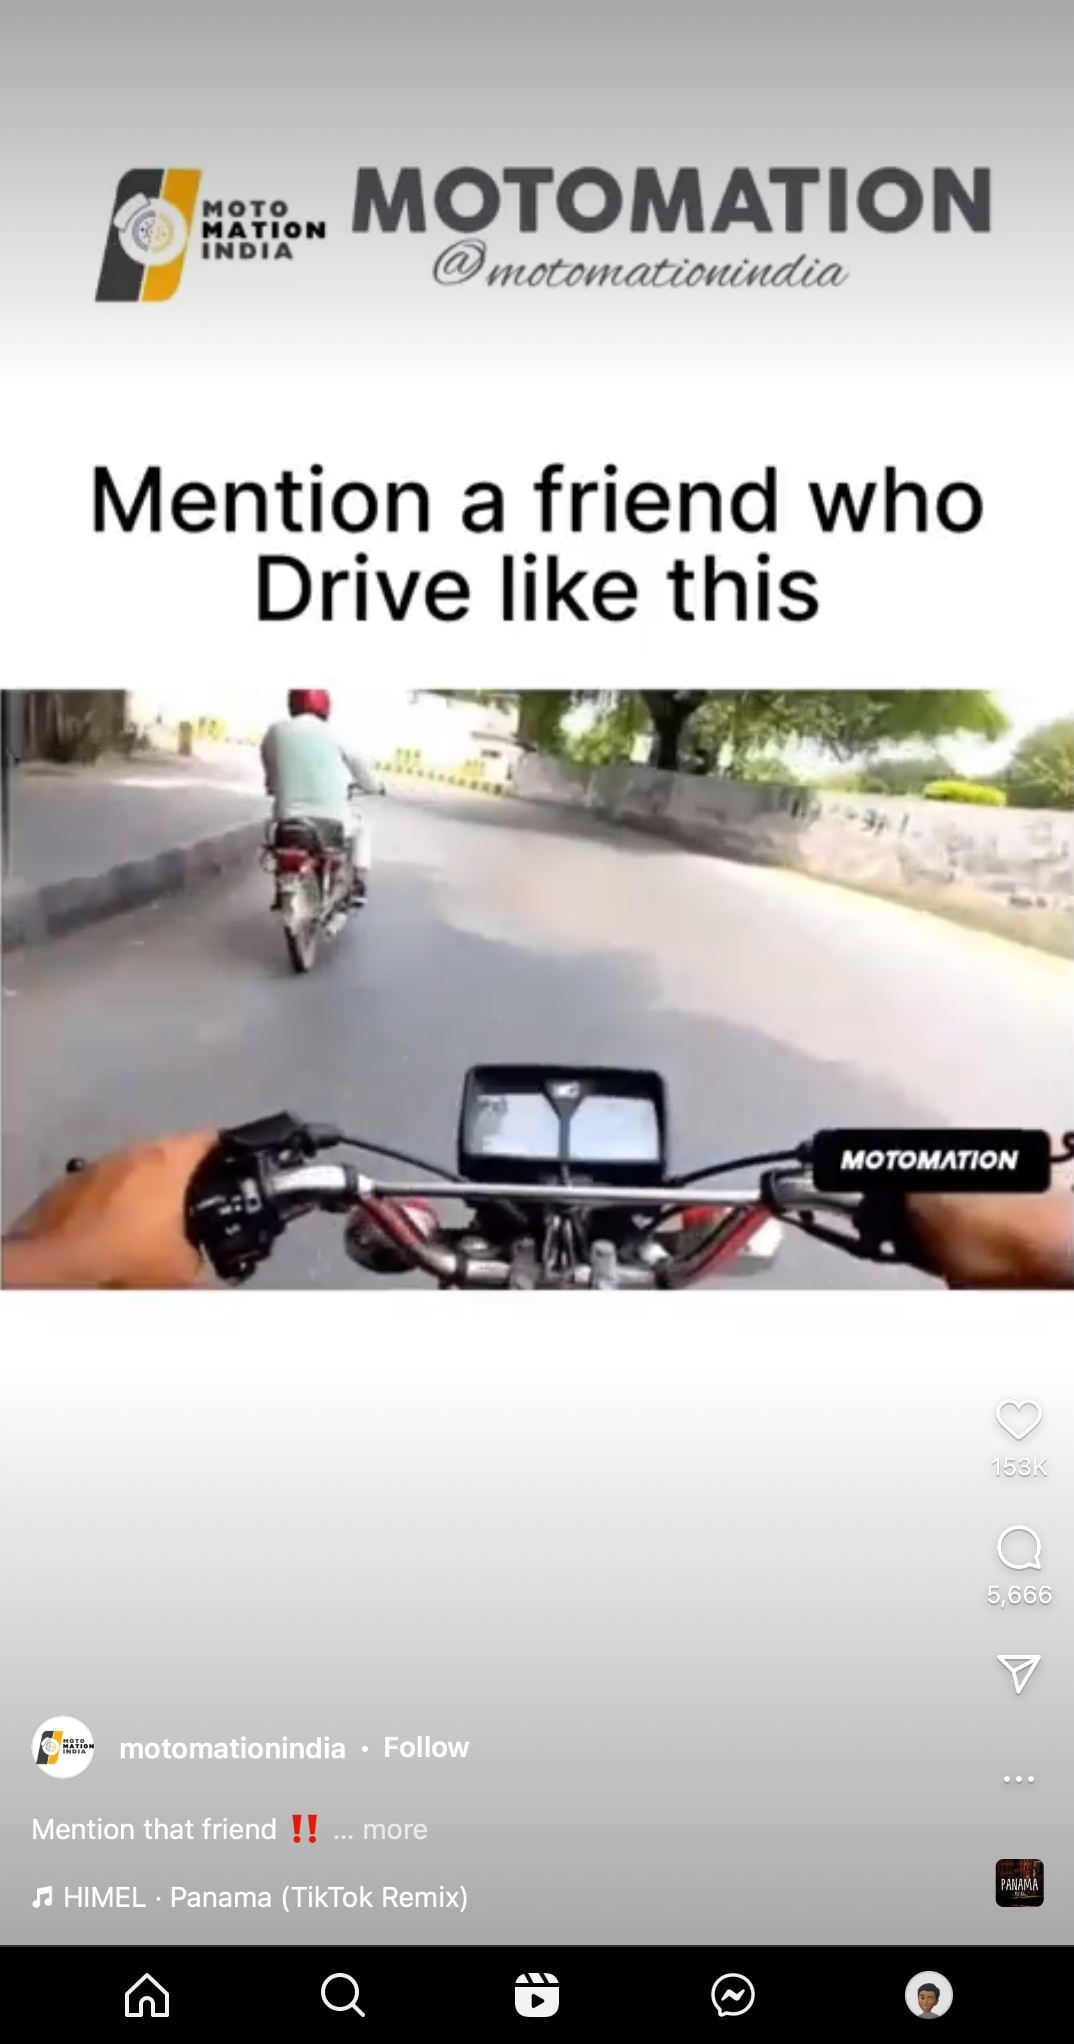 MOTO
MATION
INDIA
MOTOMATION
@motomationindia
Mention a friend who
Drive like this
MOTOMATION
153K
5,666
motomationindia • Follow
Mention that friend ‼️ ... more
HIMEL · Panama (TikTok Remix)
PANAMA